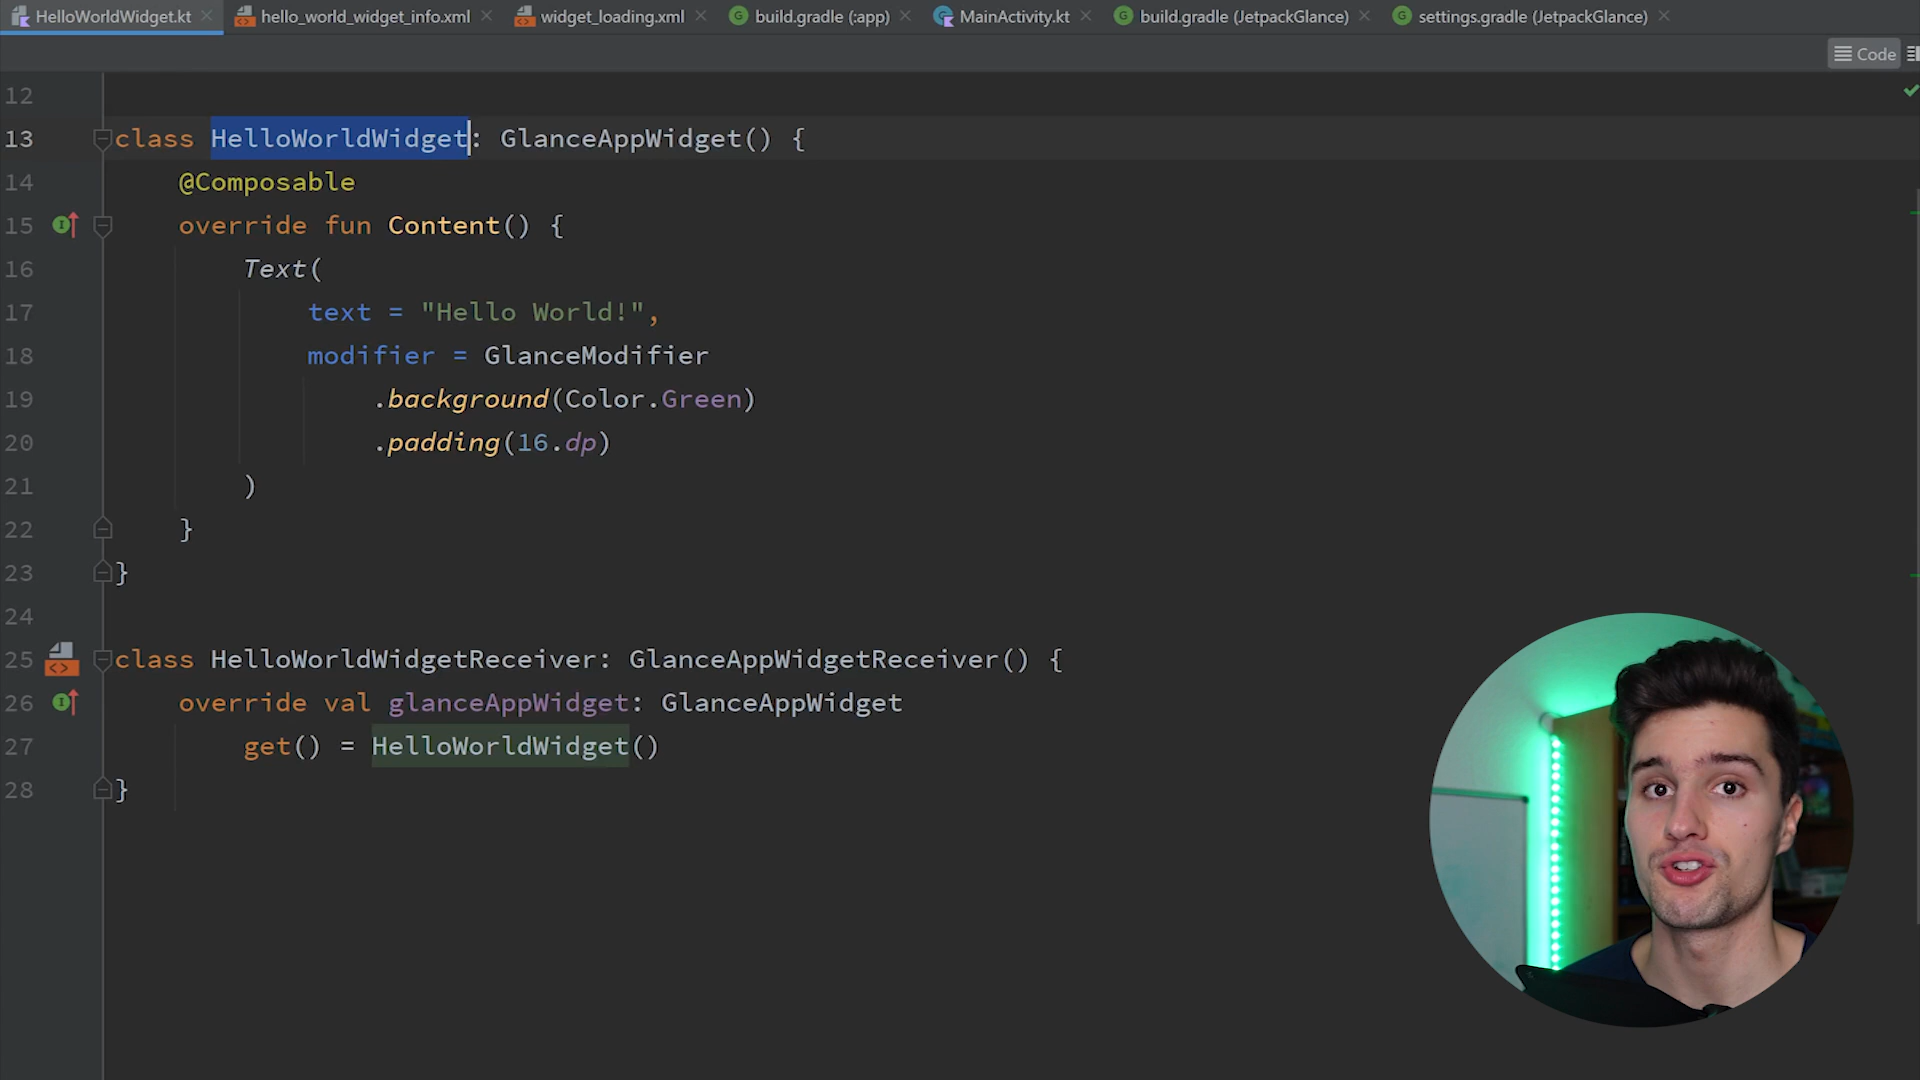 HelloWorldWidget.kt hello_world_widget_info.xml widget_loading.xml build.gradle (:app) MainActivity.kt build.gradle (JetpackGlance) settings.gradle (JetpackGlance)
Code
12
13 class HelloWorldWidget: GlanceAppWidget() {
14 @Composable
15 override fun Content() {
16 Text(
17 text = "Hello World!",
18 modifier = GlanceModifier
19 .background(Color.Green)
20 .padding(16.dp)
21 )
22 }
23 }
24
25 class HelloWorldWidgetReceiver: GlanceAppWidgetReceiver() {
26 override val glanceAppWidget: GlanceAppWidget
27 get() = HelloWorldWidget()
28 }